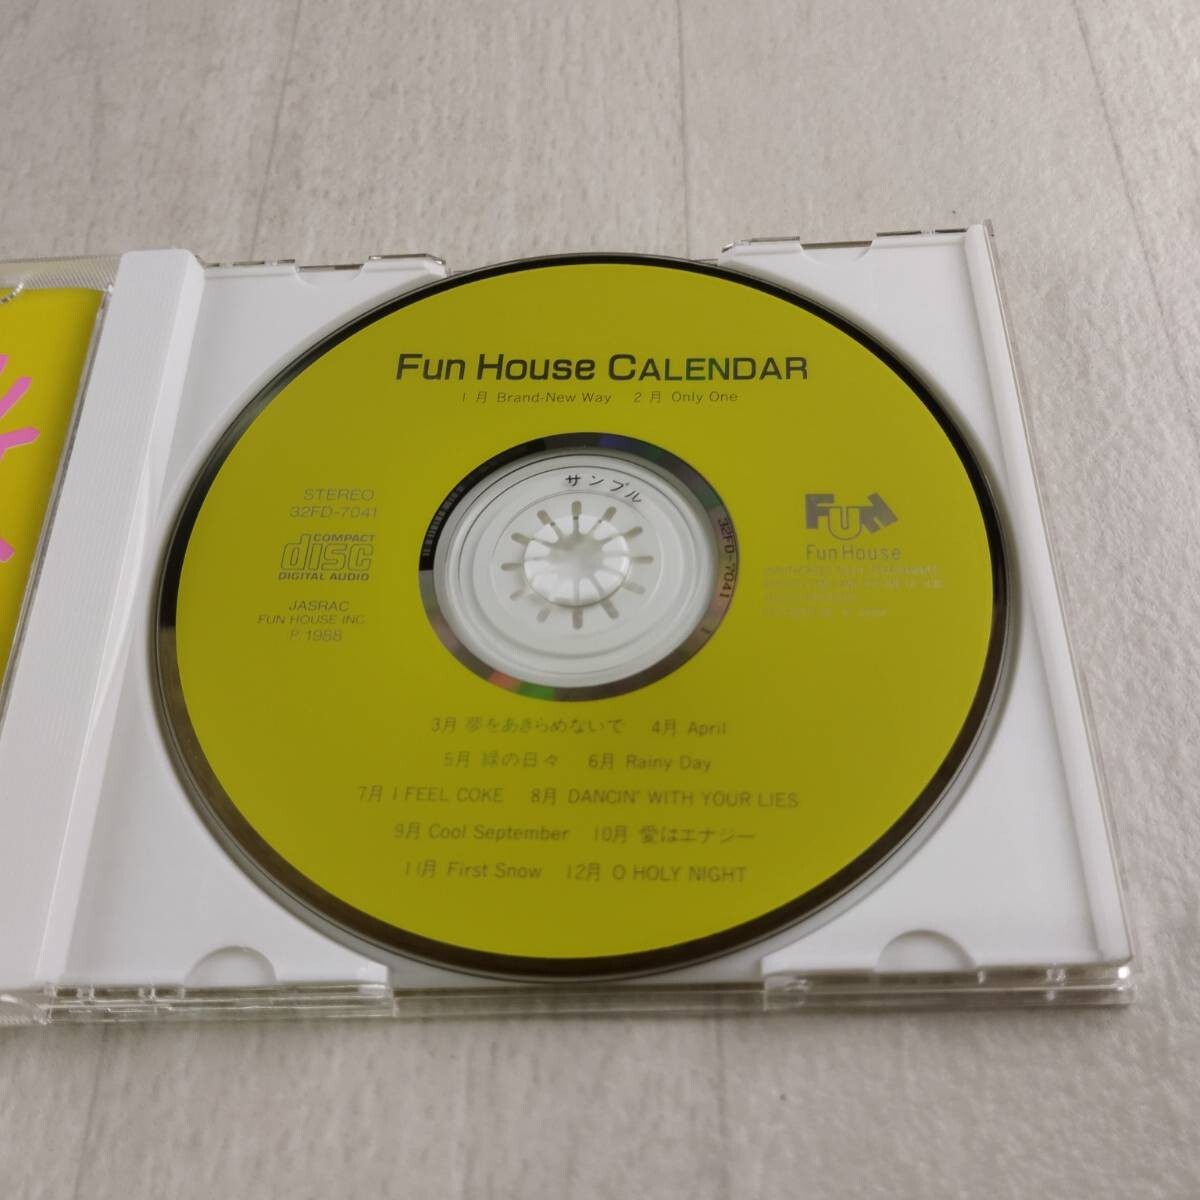 Fun House CALENDAR
1月 Brand-New Way 2月 Only One
サンプル
STEREO
32FD-7041
COMPACT
disc
DIGITAL AUDIO
JASRAC
FUN HOUSE INC.
P. 1988
32FD-7041
Fun
Fun House
3月 夢をあきらめないで 4月 April
5月 緑の日々 6月 Rainy Day
7月 I FEEL COKE 8月 DANCIN' WITH YOUR LIES
9月 Cool September 10月 愛はエナジー
11月 First Snow 12月 O HOLY NIGHT